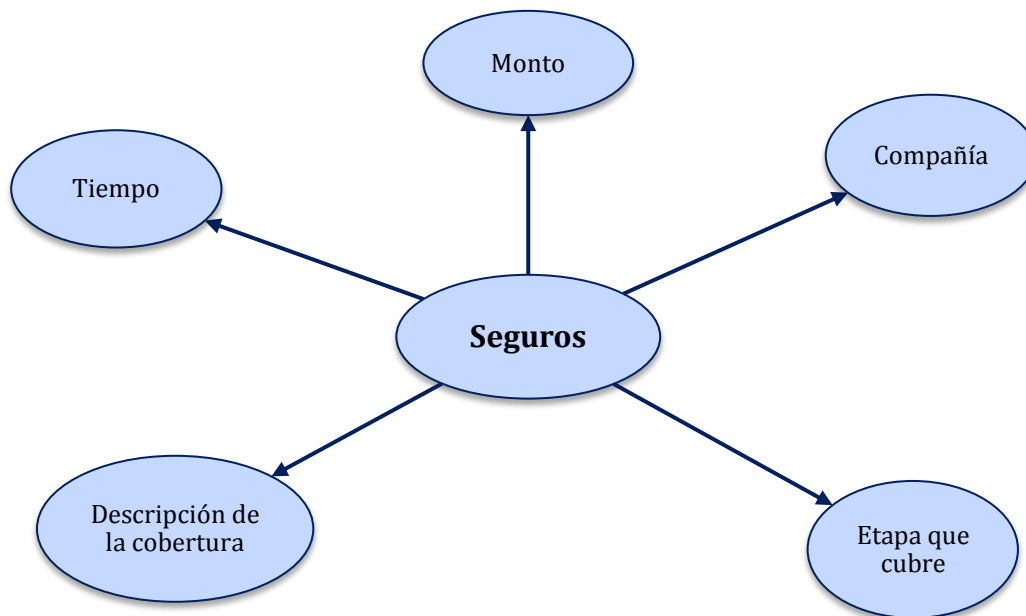 Monto
Compañía
Tiempo
Seguros
Descripción de
la cobertura
Etapa que
cubre